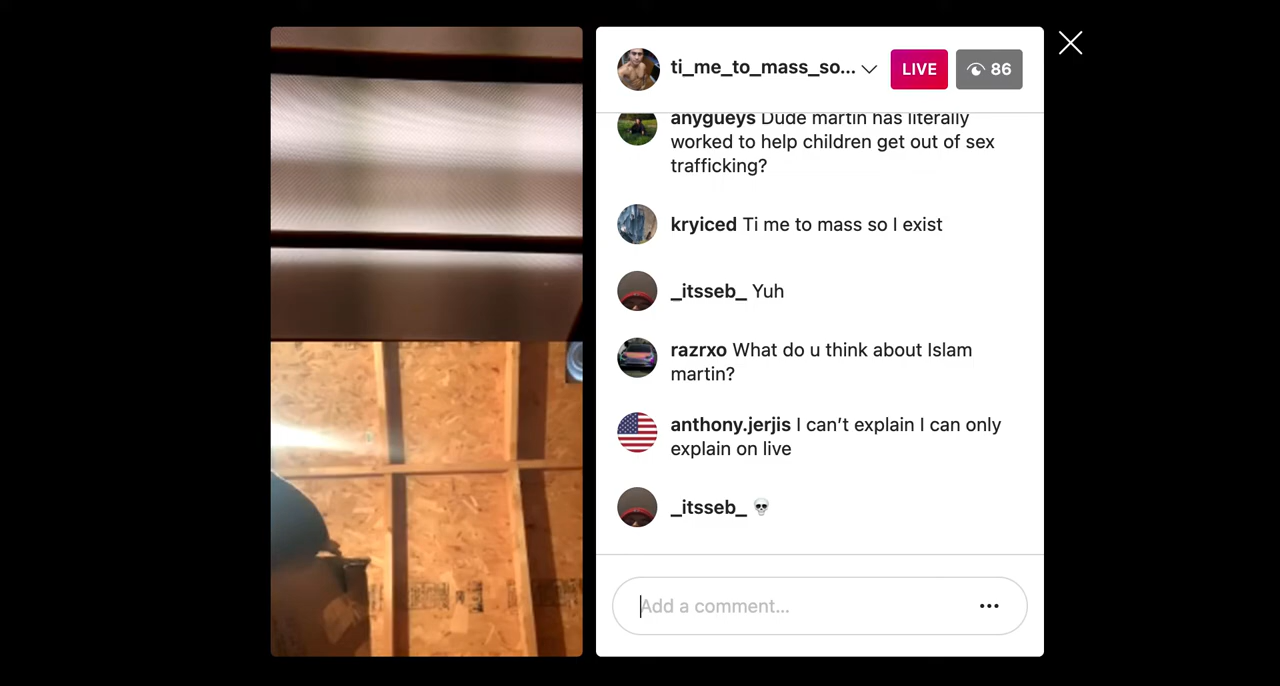 ti_me_to_mass_so...
LIVE
86
anygueys Dude martin has literally
worked to help children get out of sex
trafficking?
kryiced Ti me to mass so I exist
_itsseb_ Yuh
razrxo What do u think about Islam
martin?
anthony.jerjis I can’t explain I can only
explain on live
_itsseb_ 💀
Add a comment...